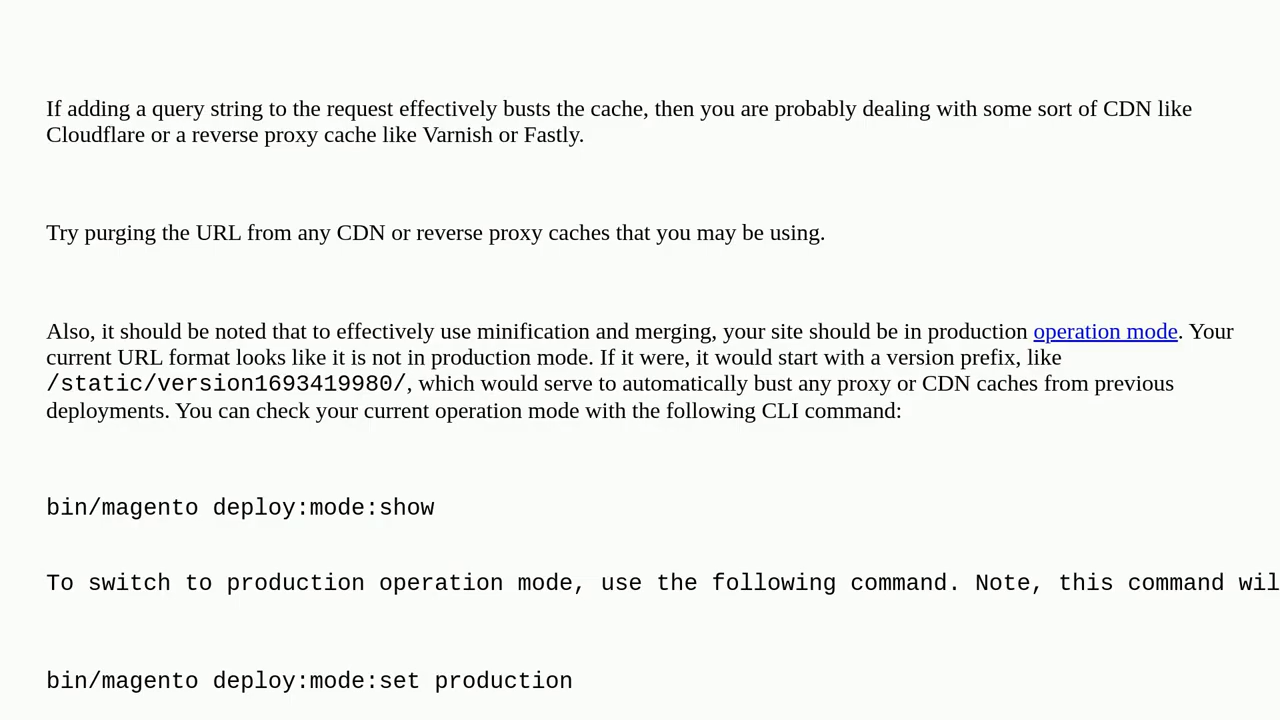 If adding a query string to the request effectively busts the cache, then you are probably dealing with some sort of CDN like
Cloudflare or a reverse proxy cache like Varnish or Fastly.
Try purging the URL from any CDN or reverse proxy caches that you may be using.
Also, it should be noted that to effectively use minification and merging, your site should be in production operation mode. Your
current URL format looks like it is not in production mode. If it were, it would start with a version prefix, like
/static/version1693419980/, which would serve to automatically bust any proxy or CDN caches from previous
deployments. You can check your current operation mode with the following CLI command:
bin/magento deploy:mode:show
To switch to production operation mode, use the following command. Note, this command wil
bin/magento deploy:mode:set production